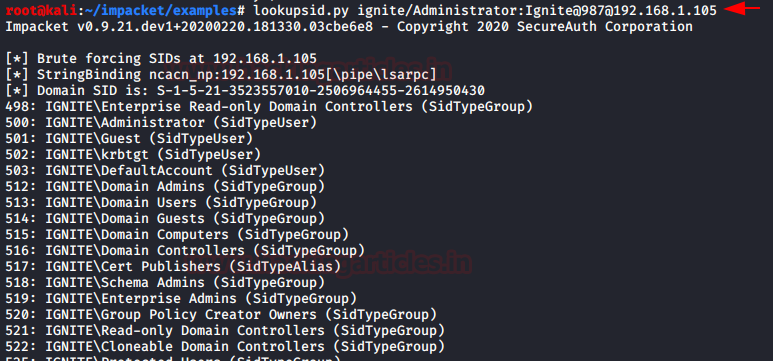 root@kali:~/impacket/examples# lookupsid.py ignite/Administrator:Ignite@987@192.168.1.105
Impacket v0.9.21.dev1+20200220.181330.03cbe6e8 - Copyright 2020 SecureAuth Corporation
[*] Brute forcing SIDs at 192.168.1.105
[*] StringBinding ncacn_np:192.168.1.105[\pipe\lsarpc]
[*] Domain SID is: S-1-5-21-3523557010-2506964455-2614950430
498: IGNITE\Enterprise Read-only Domain Controllers (SidTypeGroup)
500: IGNITE\Administrator (SidTypeUser)
501: IGNITE\Guest (SidTypeUser)
502: IGNITE\krbtgt (SidTypeUser)
503: IGNITE\DefaultAccount (SidTypeUser)
512: IGNITE\Domain Admins (SidTypeGroup)
513: IGNITE\Domain Users (SidTypeGroup)
514: IGNITE\Domain Guests (SidTypeGroup)
515: IGNITE\Domain Computers (SidTypeGroup)
516: IGNITE\Domain Controllers (SidTypeGroup)
517: IGNITE\Cert Publishers (SidTypeAlias)
518: IGNITE\Schema Admins (SidTypeGroup)
519: IGNITE\Enterprise Admins (SidTypeGroup)
520: IGNITE\Group Policy Creator Owners (SidTypeGroup)
521: IGNITE\Read-only Domain Controllers (SidTypeGroup)
522: IGNITE\Cloneable Domain Controllers (SidTypeGroup)
525: IGNITE\Protected Users (SidTypeGroup)